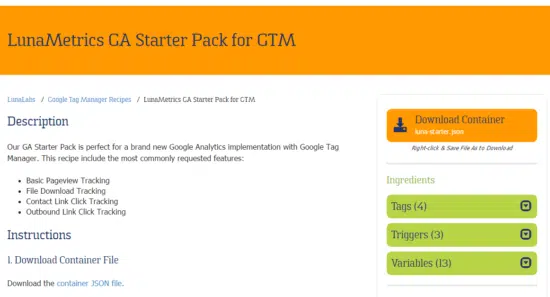 LunaMetrics GA Starter Pack for GTM
LunaLabs / Google Tag Manager Recipes / LunaMetrics GA Starter Pack for GTM
Description
Our GA Starter Pack is perfect for a brand new Google Analytics implementation with Google Tag
Manager. This recipe include the most commonly requested features:
Basic Pageview Tracking
File Download Tracking
Contact Link Click Tracking
Outbound Link Click Tracking
Instructions
1. Download Container File
Download the container JSON file.
Download Container
luna-starter.json
Right-click & Save File As to Download
Ingredients
Tags (4)
Triggers (3)
Variables (13)